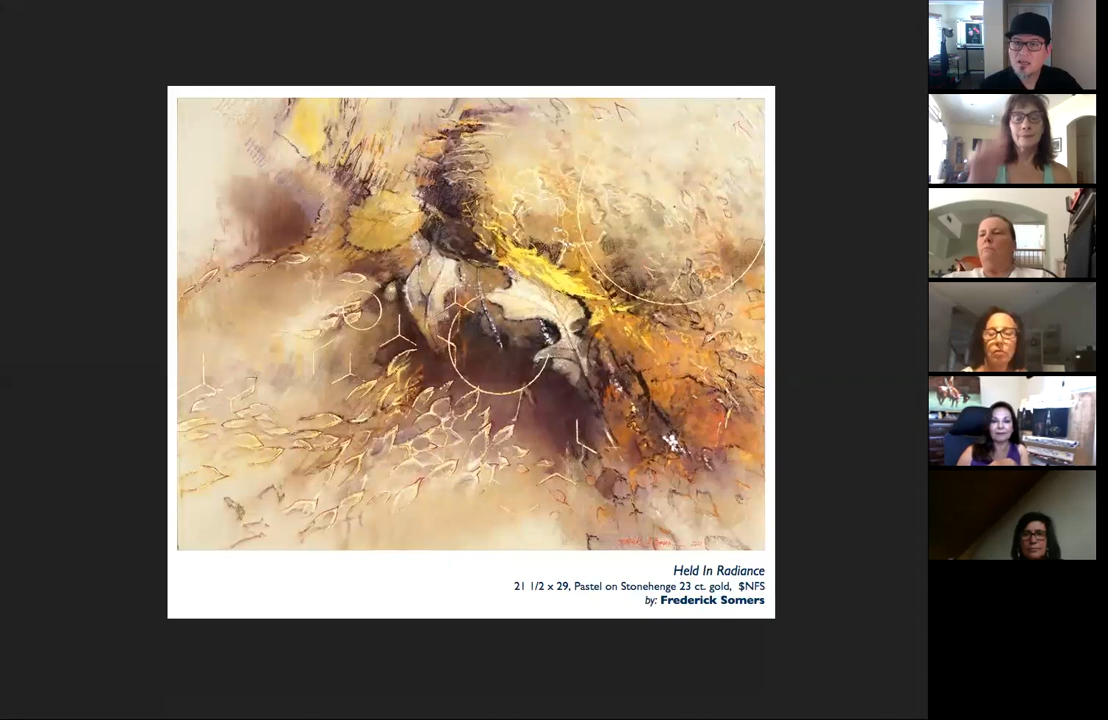 Held In Radiance
21 1/2 x 29, Pastel on Stonehenge 23 ct. gold, $NFS
by: Frederick Somers